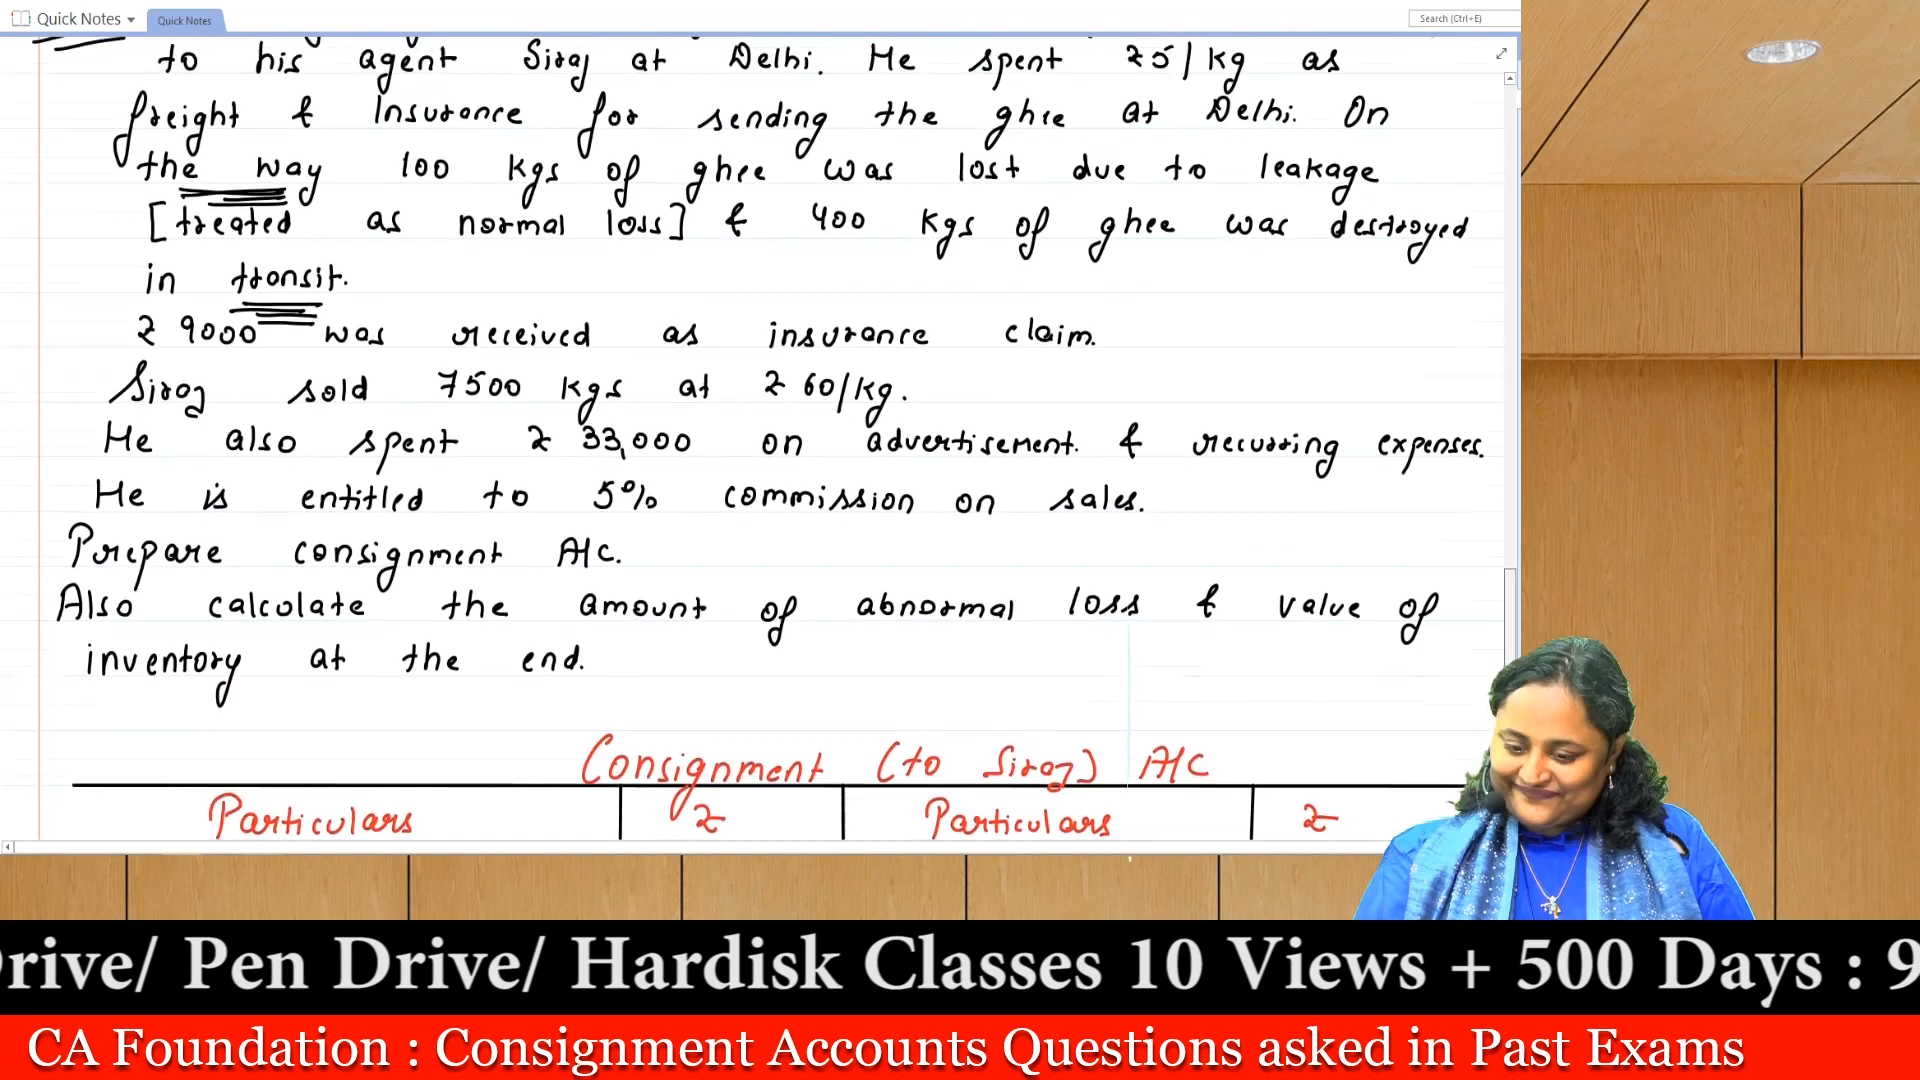 Quick Notes
Quick Notes
Search (Ctrl+E)
to his agent Siraj at Delhi. He spent ₹5/kg as
freight & Insurance for sending the ghee at Delhi. On
the way 100 kgs of ghee was lost due to leakage
[treated as normal loss] & 400 kgs of ghee was destroyed
in transit.
₹ 9000 was received as insurance claim.
Siraj sold 7500 kgs at ₹ 60/kg.
He also spent ₹ 33,000 on advertisement & recurring expenses.
He is entitled to 5% commission on sales.
Prepare consignment A/c.
Also calculate the amount of abnormal loss & value of
inventory at the end.
Consignment (to Siraj) A/C
Particulars ₹ Particulars ₹
Drive/ Pen Drive/ Hardisk Classes 10 Views + 500 Days : 9
CA Foundation : Consignment Accounts Questions asked in Past Exams